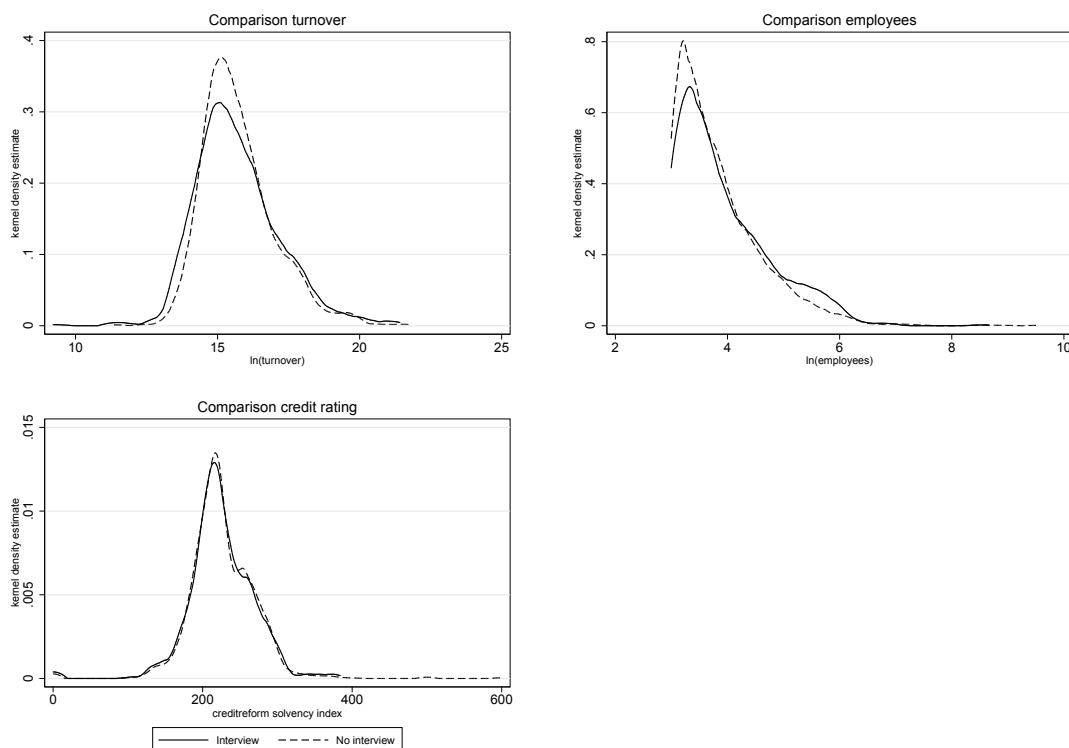 Comparison turnover
kernel density estimate
0 .1 .2 .3 .4
10 15 20 25
ln(turnover)
Comparison employees
kernel density estimate
0 .2 .4 .6 .8
2 4 6 8 10
ln(employees)
Comparison credit rating
kernel density estimate
0 .005 .01 .015
0 200 400 600
creditreform solvency index
Interview No interview